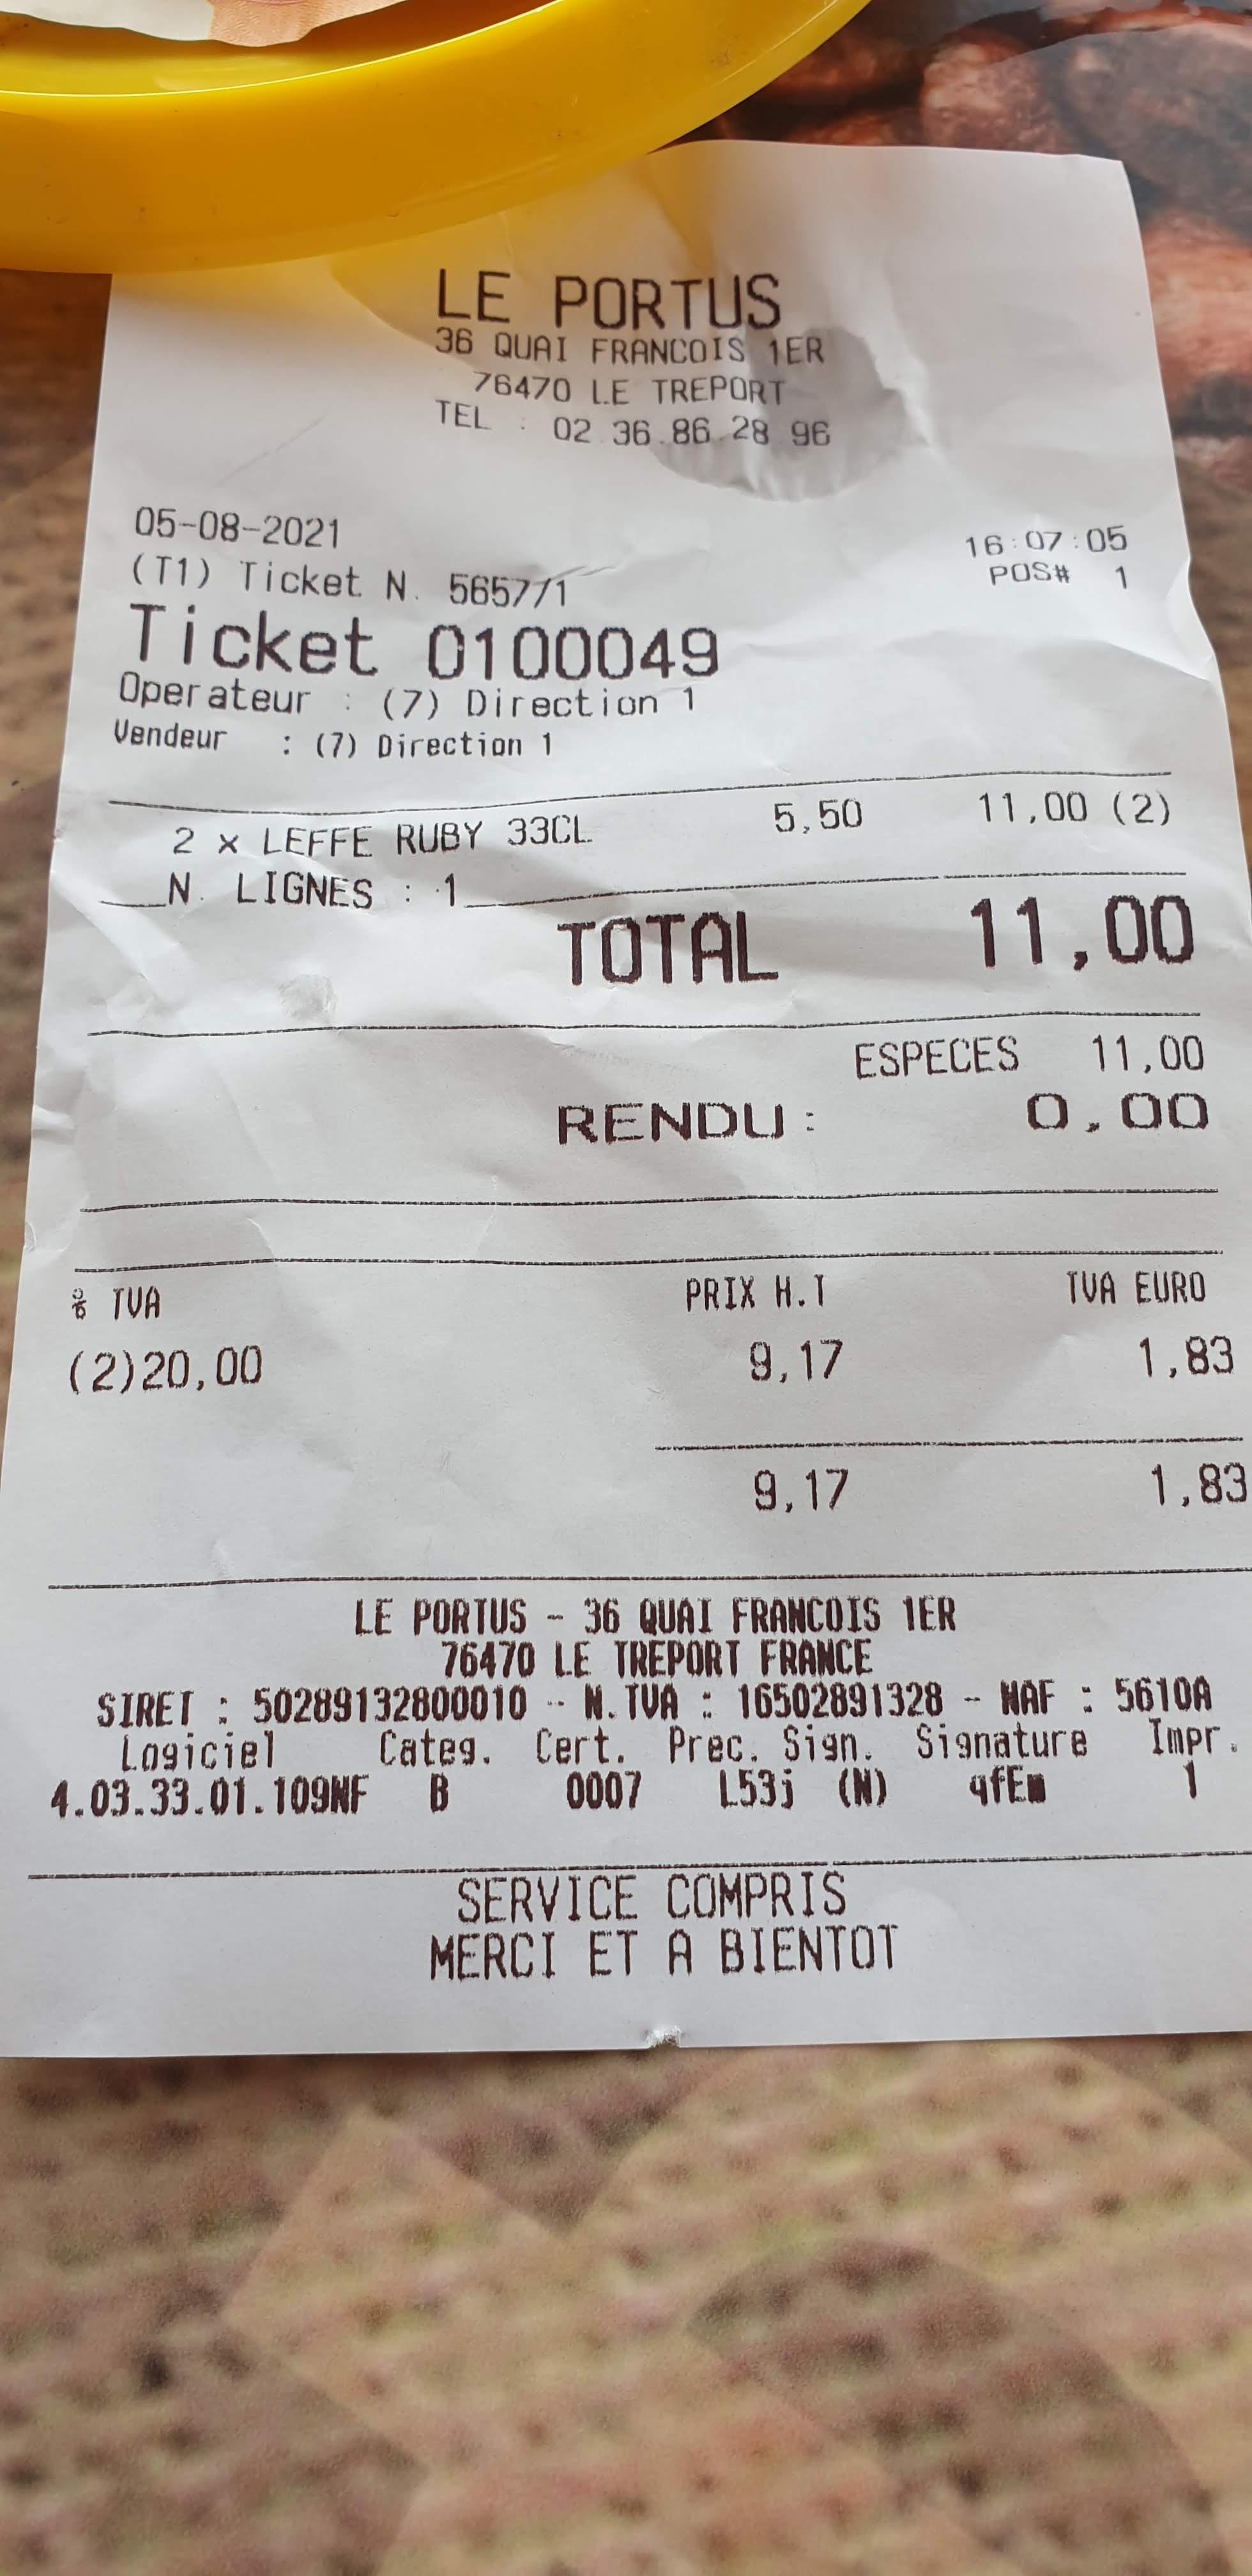 LE PORTUS
36 QUAI FRANCOIS 1ER
76470 LE TREPORT
TEL : 02 36.86.28 96
05-08-2021 16:07:05
(T1) Ticket N. 5657/1 POS# 1
Ticket 0100049
Operateur : (7) Direction 1
Vendeur : (7) Direction 1
2 x LEFFE RUBY 33CL 5,50 11,00 (2)
N. LIGNES : 1
TOTAL 11,00
ESPECES 11,00
RENDU : 0,00
% TVA PRIX H.T TVA EURO
(2)20,00 9,17 1,83
9,17 1,83
LE PORTUS - 36 QUAI FRANCOIS 1ER
76470 LE TREPORT FRANCE
SIRET : 50289132800010 - N.TVA : 16502891328 - NAF : 5610A
Logiciel Categ. Cert. Prec. Sign. Signature Impr.
4.03.33.01.109NF B 0007 L53j (N) qfEm 1
SERVICE COMPRIS
MERCI ET A BIENTOT